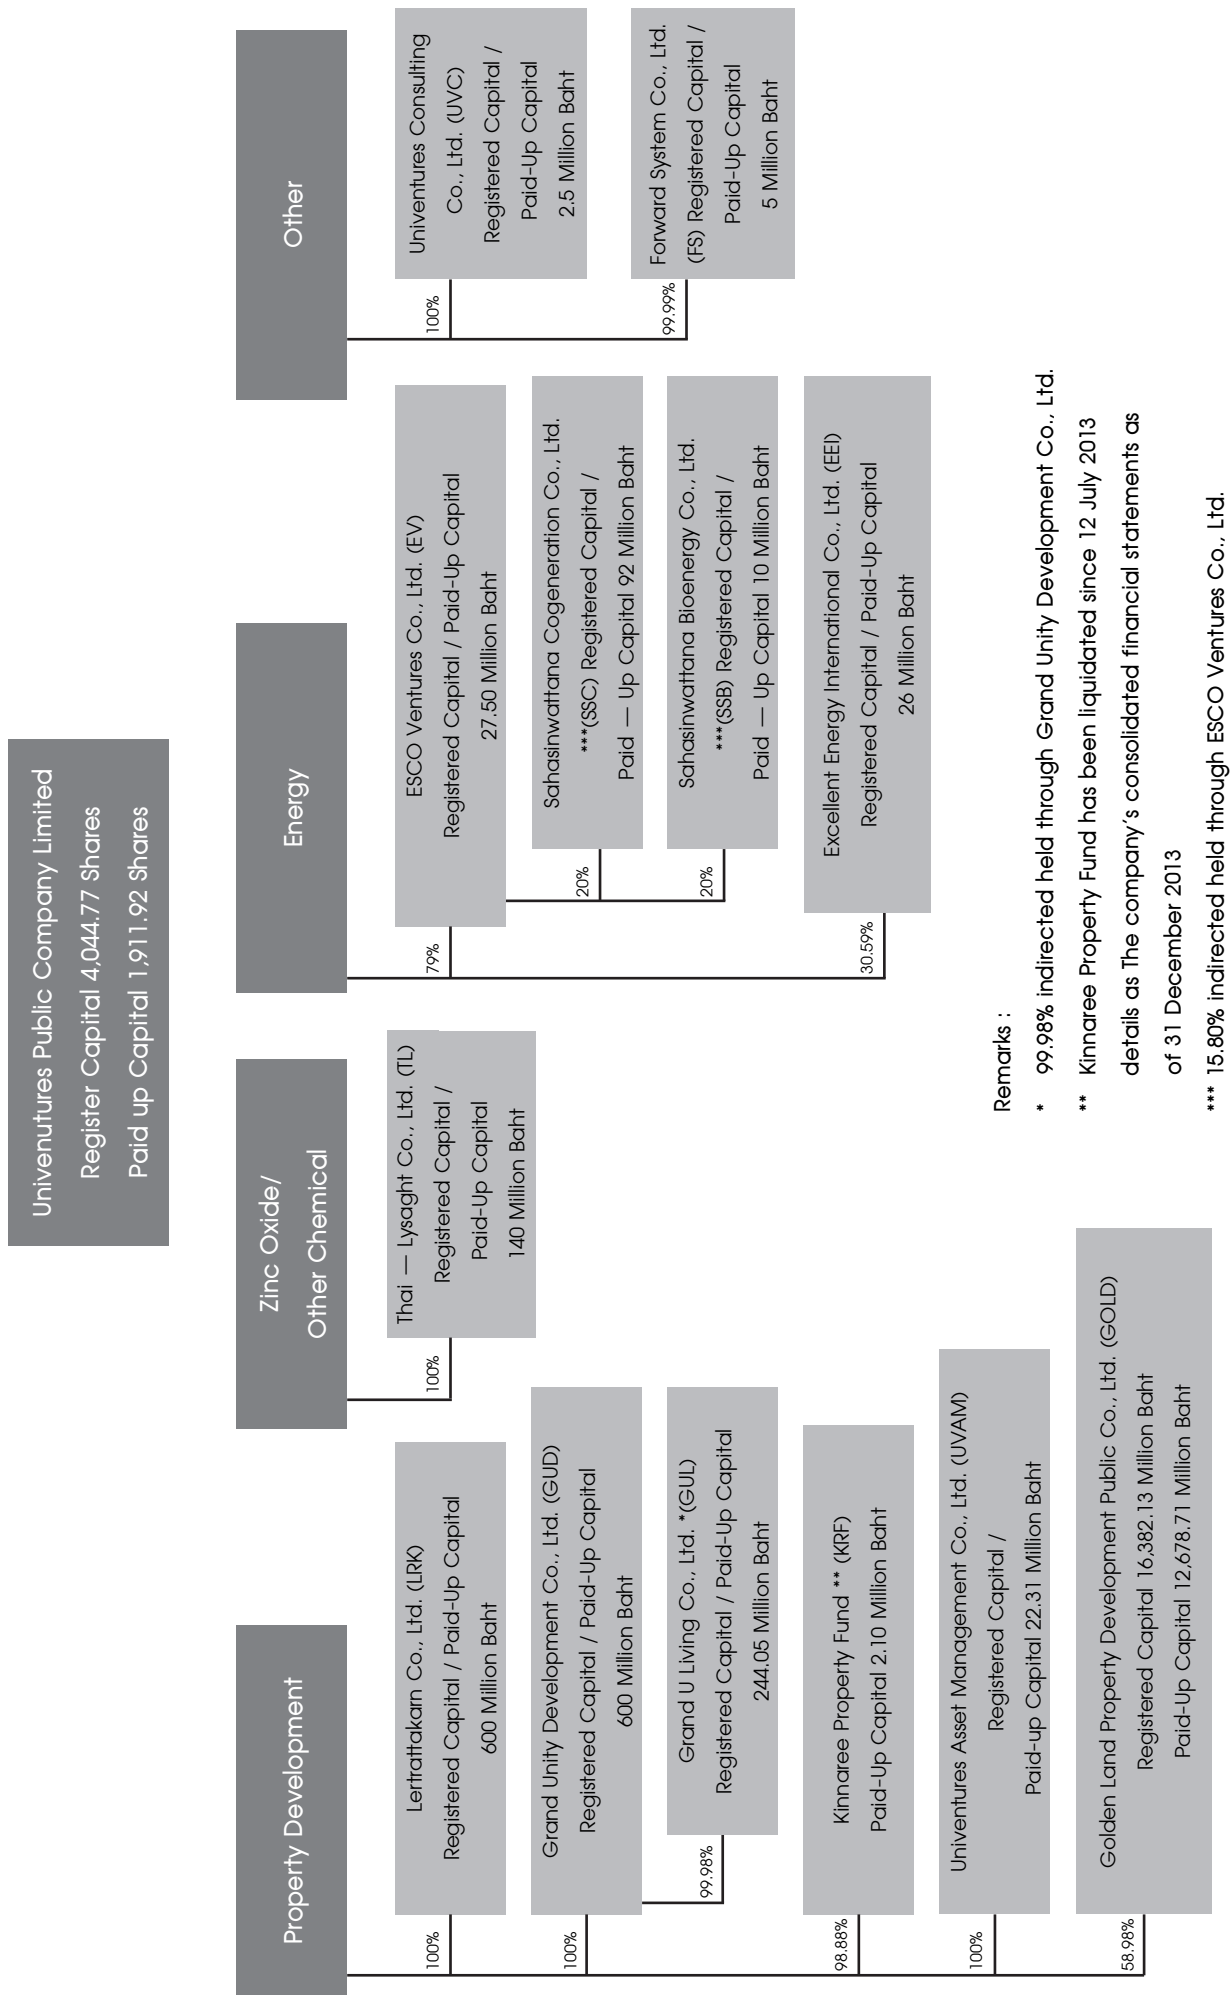 Univenutures Public Company Limited
Register Capital 4,044.77 Shares
Paid up Capital 1,911.92 Shares
Property Development
100%
Lertrattakarn Co., Ltd. (LRK)
Registered Capital / Paid-Up Capital
600 Million Baht
100%
Grand Unity Development Co., Ltd. (GUD)
Registered Capital / Paid-Up Capital
600 Million Baht
99.98%
Grand U Living Co., Ltd. *(GUL)
Registered Capital / Paid-Up Capital
244.05 Million Baht
98.88%
Kinnaree Property Fund ** (KRF)
Paid-Up Capital 2.10 Million Baht
100%
Univentures Asset Management Co., Ltd. (UVAM)
Registered Capital /
Paid-up Capital 22.31 Million Baht
58.98%
Golden Land Property Development Public Co., Ltd. (GOLD)
Registered Capital 16,382.13 Million Baht
Paid-Up Capital 12,678.71 Million Baht
Zinc Oxide/
Other Chemical
100%
Thai — Lysaght Co., Ltd. (TL)
Registered Capital /
Paid-Up Capital
140 Million Baht
Energy
79%
ESCO Ventures Co., Ltd. (EV)
Registered Capital / Paid-Up Capital
27.50 Million Baht
20%
Sahasinwattana Cogeneration Co., Ltd.
***(SSC) Registered Capital /
Paid — Up Capital 92 Million Baht
20%
Sahasinwattana Bioenergy Co., Ltd.
***(SSB) Registered Capital /
Paid — Up Capital 10 Million Baht
30.59%
Excellent Energy International Co., Ltd. (EEI)
Registered Capital / Paid-Up Capital
26 Million Baht
Other
100%
Univentures Consulting
Co., Ltd. (UVC)
Registered Capital /
Paid-Up Capital
2.5 Million Baht
99.99%
Forward System Co., Ltd.
(FS) Registered Capital /
Paid-Up Capital
5 Million Baht
Remarks :
* 99.98% indirected held through Grand Unity Development Co., Ltd.
** Kinnaree Property Fund has been liquidated since 12 July 2013
details as The company's consolidated financial statements as
of 31 December 2013
*** 15.80% indirected held through ESCO Ventures Co., Ltd.